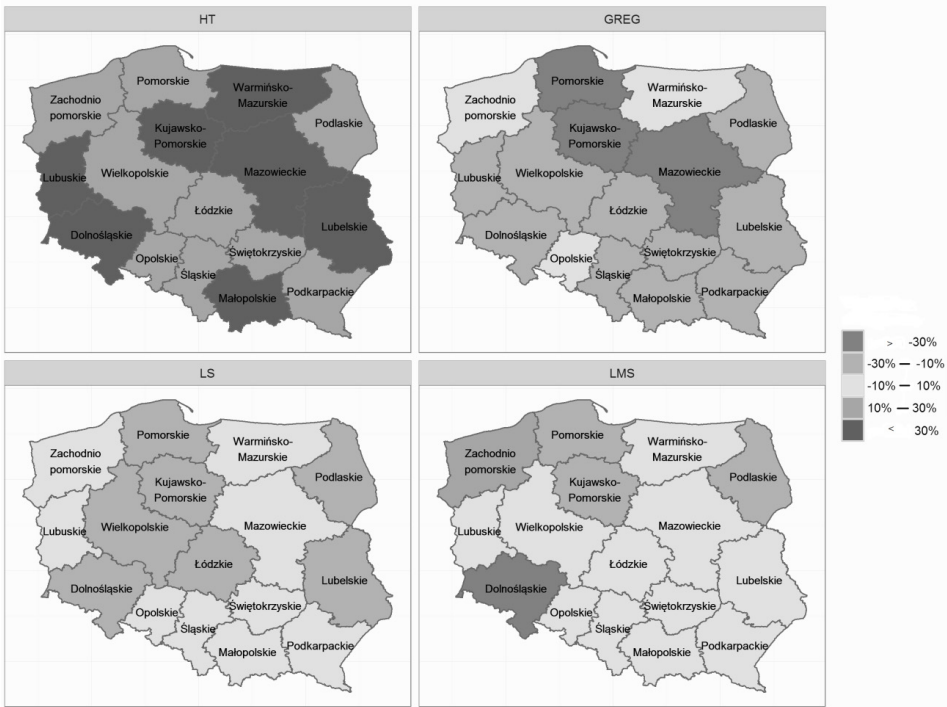 HT
Zachodnio
pomorskie
Pomorskie
Warmińsko-
Mazurskie
Podlaskie
Kujawsko-
Pomorskie
Mazowieckie
Lubuskie
Wielkopolskie
Łódzkie
Lubelskie
Dolnośląskie
Opolskie
Śląskie
Świętokrzyskie
Małopolskie
Podkarpackie
GREG
Zachodnio
pomorskie
Pomorskie
Warmińsko-
Mazurskie
Podlaskie
Kujawsko-
Pomorskie
Mazowieckie
Lubuskie
Wielkopolskie
Łódzkie
Lubelskie
Dolnośląskie
Opolskie
Śląskie
Świętokrzyskie
Małopolskie
Podkarpackie
LS
Zachodnio
pomorskie
Pomorskie
Warmińsko-
Mazurskie
Podlaskie
Kujawsko-
Pomorskie
Mazowieckie
Lubuskie
Wielkopolskie
Łódzkie
Lubelskie
Dolnośląskie
Opolskie
Śląskie
Świętokrzyskie
Małopolskie
Podkarpackie
LMS
Zachodnio
pomorskie
Pomorskie
Warmińsko-
Mazurskie
Podlaskie
Kujawsko-
Pomorskie
Mazowieckie
Lubuskie
Wielkopolskie
Łódzkie
Lubelskie
Dolnośląskie
Opolskie
Śląskie
Świętokrzyskie
Małopolskie
Podkarpackie
> -30%
-30% — -10%
-10% — 10%
10% — 30%
< 30%